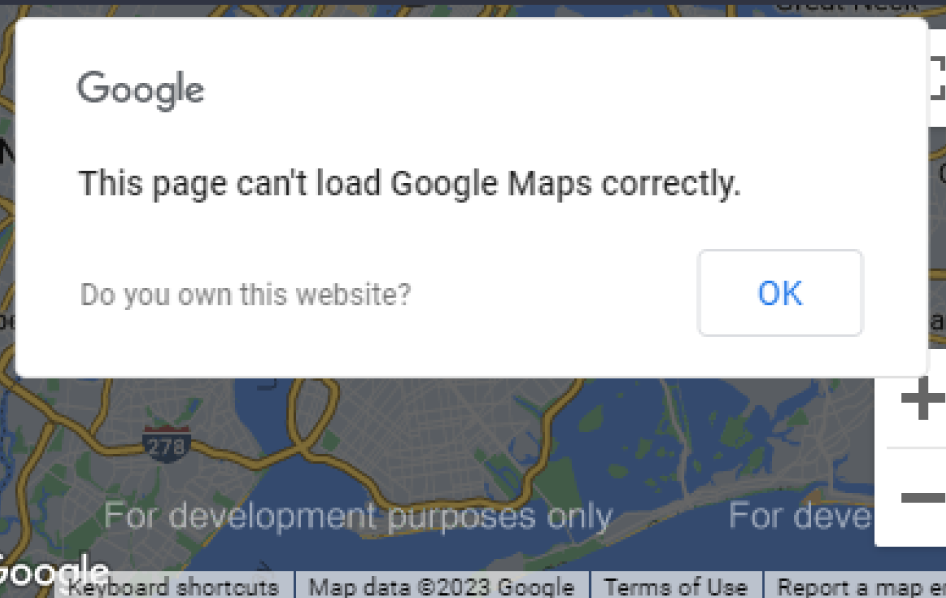 Great Neck
Google
This page can't load Google Maps correctly.
Do you own this website?
OK
278
For development purposes only
For deve
Google
Keyboard shortcuts
Map data ©2023 Google
Terms of Use
Report a map e